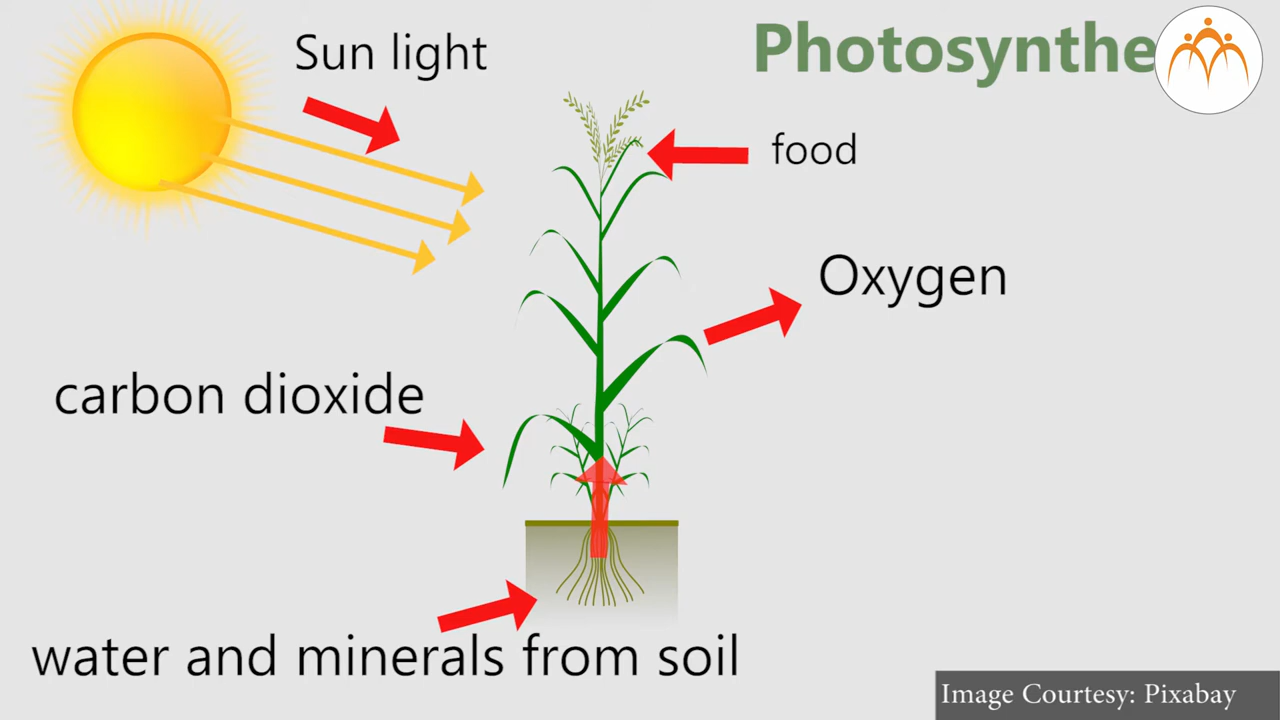 Photosynthe
Sun light
food
Oxygen
carbon dioxide
water and minerals from soil
Image Courtesy: Pixabay